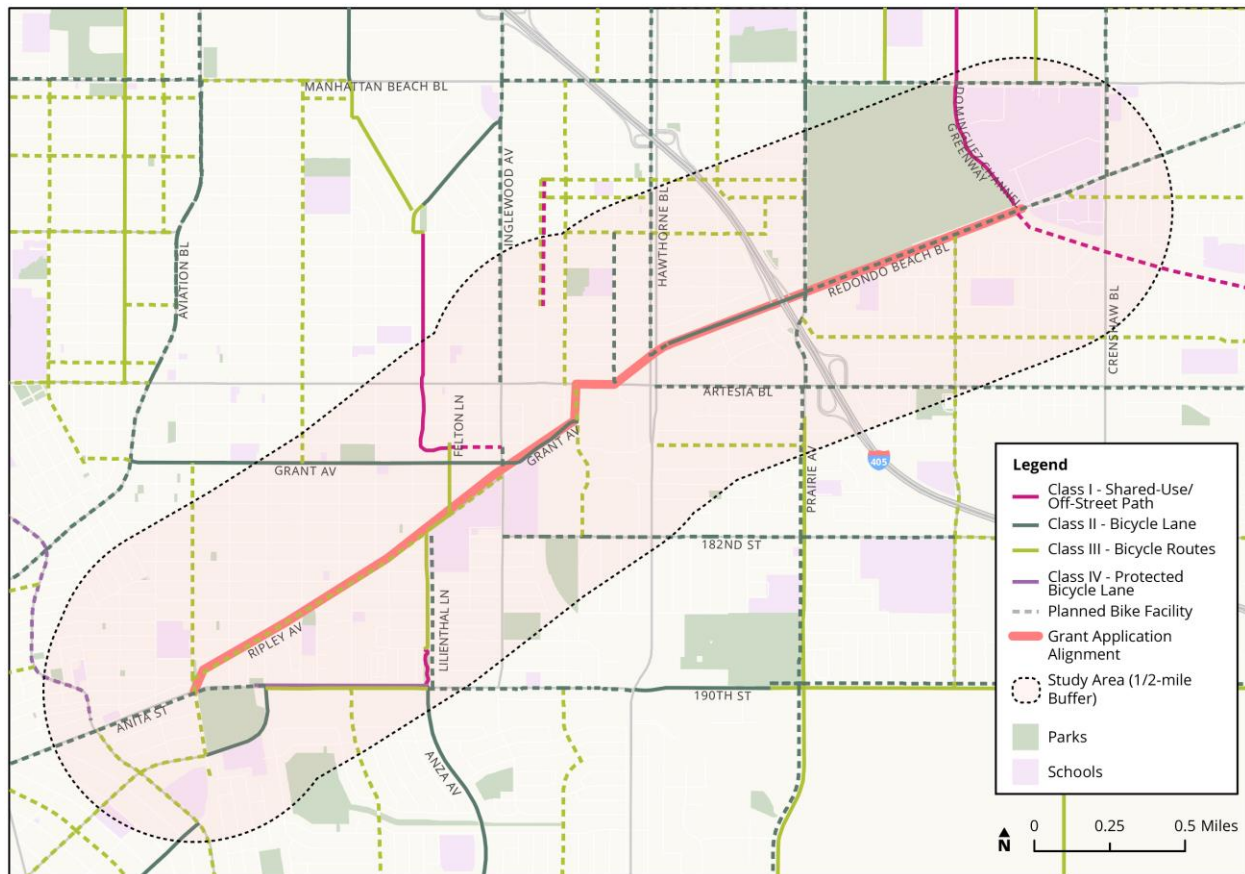 MANHATTAN BEACH BL
DOMINGUEZ CHANNEL
GREENWAY
INGLEWOOD AV
HAWTHORNE BL
AVIATION BL
REDONDO BEACH BL
CRENSHAW BL
ARTESIA BL
FELTON LN
GRANT AV
GRANT AV
PRAIRIE AV
405
182ND ST
LILIENTHAL LN
RIPLEY AV
190TH ST
ANITA ST
ANZA AV
Legend
Class I - Shared-Use/
Off-Street Path
Class II - Bicycle Lane
Class III - Bicycle Routes
Class IV - Protected
Bicycle Lane
Planned Bike Facility
Grant Application
Alignment
Study Area (1/2-mile
Buffer)
Parks
Schools
N
0 0.25 0.5 Miles